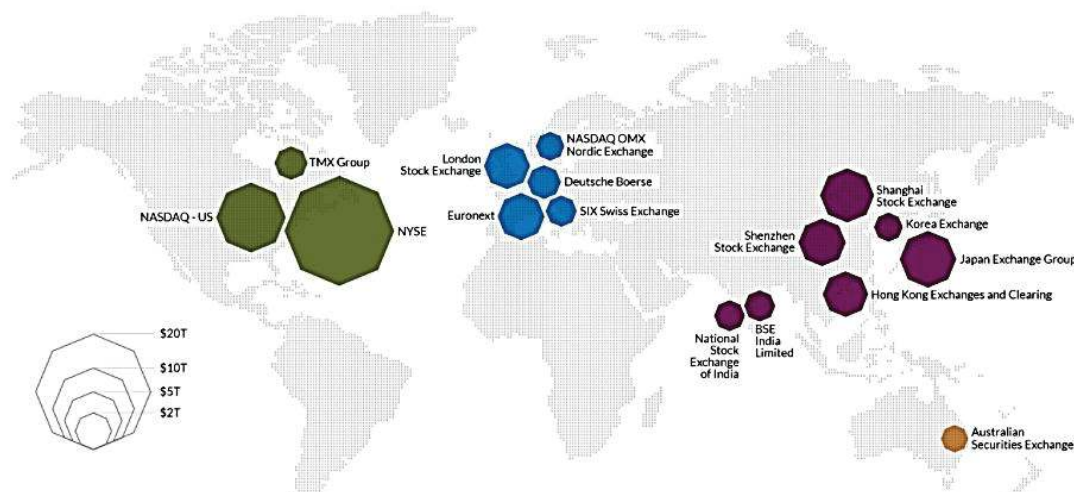 TMX Group
NASDAQ - US
NYSE
NASDAQ OMX
Nordic Exchange
London
Stock Exchange
Deutsche Boerse
Euronext
SIX Swiss Exchange
Shanghai
Stock Exchange
Korea Exchange
Shenzhen
Stock Exchange
Japan Exchange Group
Hong Kong Exchanges and Clearing
National
Stock
Exchange
of India
BSE
India
Limited
Australian
Securities Exchange
$20T
$10T
$5T
$2T